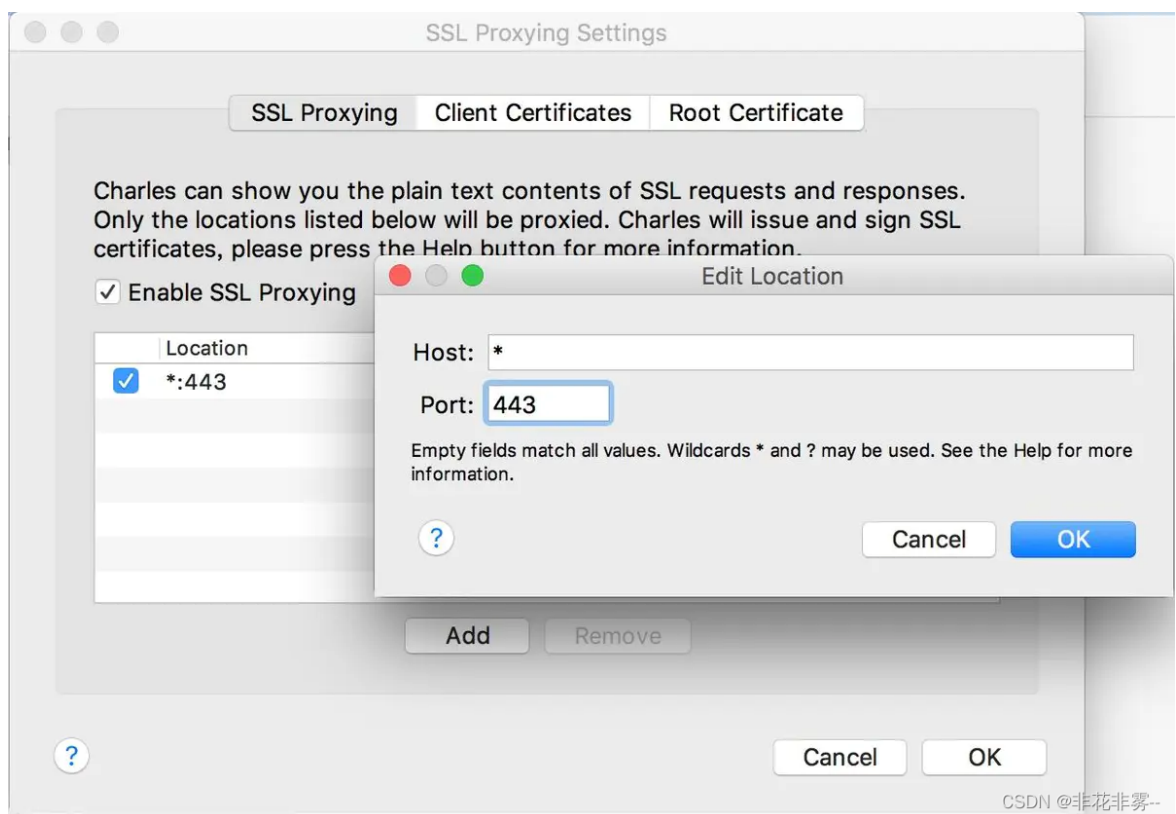 SSL Proxying Settings
SSL Proxying Client Certificates Root Certificate
Charles can show you the plain text contents of SSL requests and responses.
Only the locations listed below will be proxied. Charles will issue and sign SSL
certificates, please press the Help button for more information.
Enable SSL Proxying
Location
*:443
Edit Location
Host: *
Port: 443
Empty fields match all values. Wildcards * and ? may be used. See the Help for more
information.
?
Cancel OK
Add Remove
?
Cancel OK
CSDN @非花非雾--